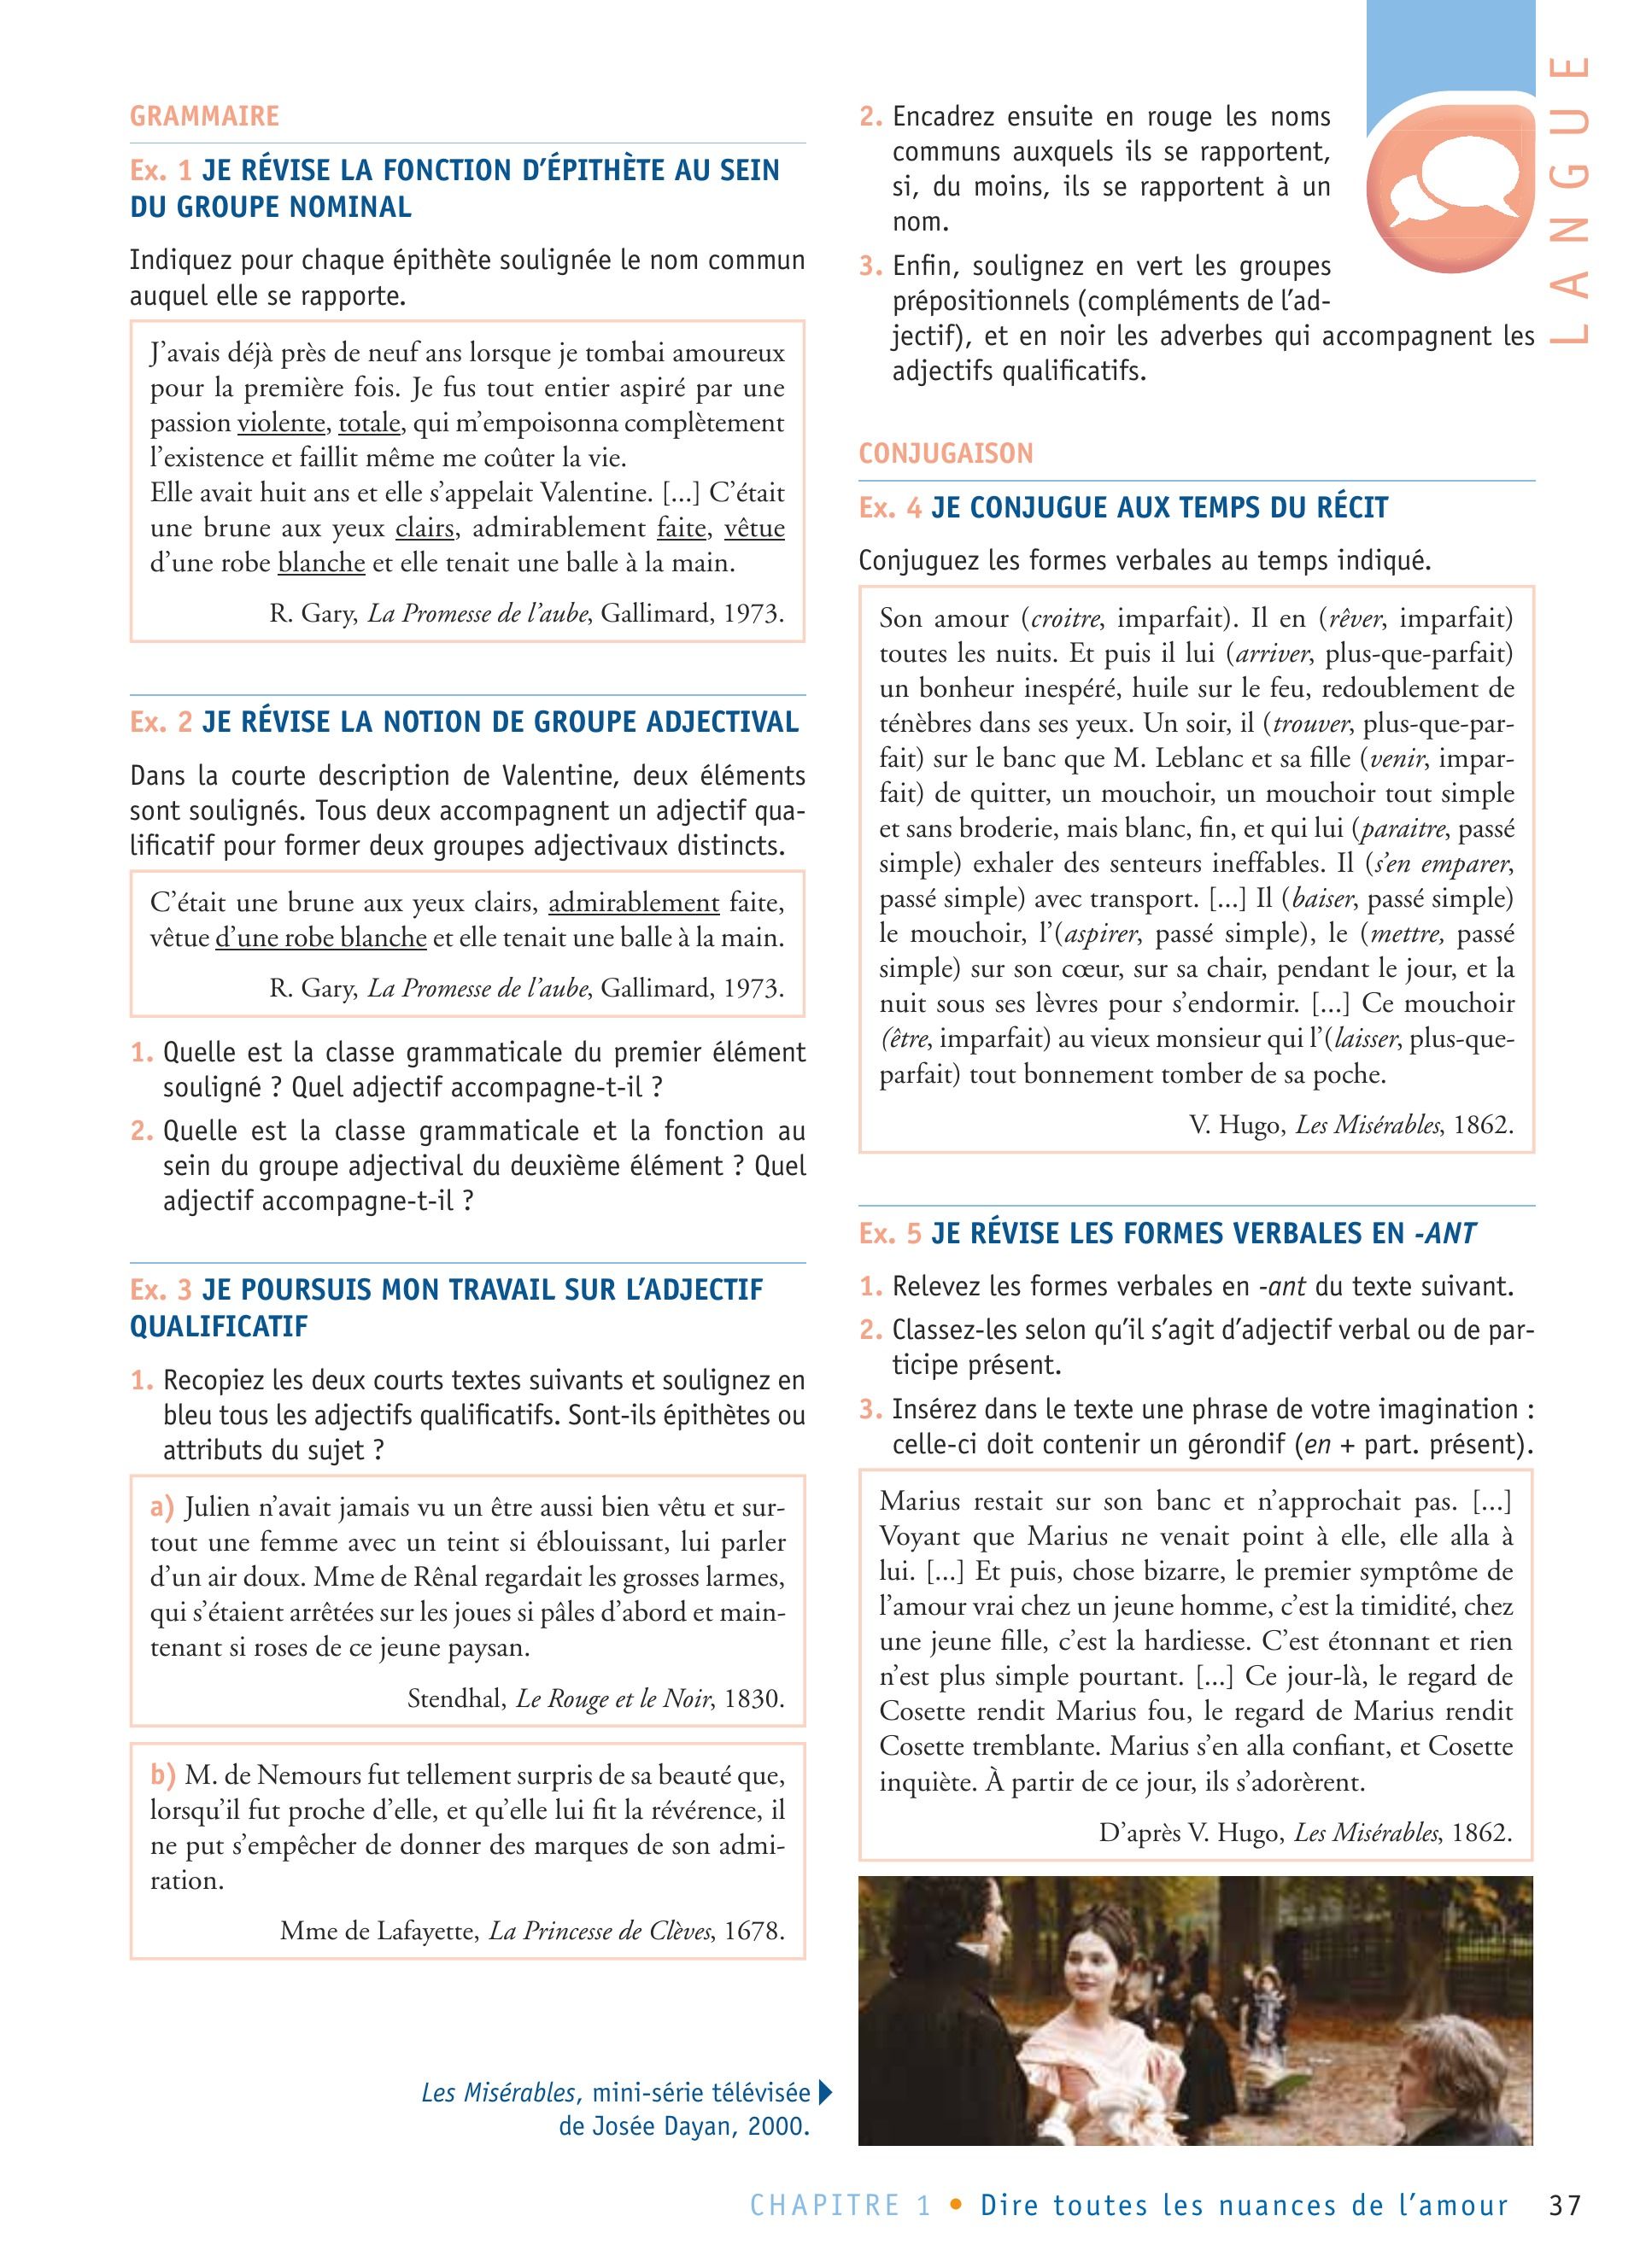 GRAMMAIRE
Ex. 1 JE RÉVISE LA FONCTION D'ÉPITHÈTE AU SEIN
DU GROUPE NOMINAL
Indiquez pour chaque épithète soulignée le nom commun
auquel elle se rapporte.
J'avais déjà près de neuf ans lorsque je tombai amoureux
pour la première fois. Je fus tout entier aspiré par une
passion violente, totale, qui m'empoisonna complètement
l'existence et faillit même me coûter la vie.
Elle avait huit ans et elle s'appelait Valentine. [...] C'était
une brune aux yeux clairs, admirablement faite, vêtue
d'une robe blanche et elle tenait une balle à la main.
R. Gary, La Promesse de l'aube, Gallimard, 1973.
Ex. 2 JE RÉVISE LA NOTION DE GROUPE ADJECTIVAL
Dans la courte description de Valentine, deux éléments
sont soulignés. Tous deux accompagnent un adjectif qua-
lificatif pour former deux groupes adjectivaux distincts.
C'était une brune aux yeux clairs, admirablement faite,
vêtue d'une robe blanche et elle tenait une balle à la main.
R. Gary, La Promesse de l'aube, Gallimard, 1973.
1. Quelle est la classe grammaticale du premier élément
souligné ? Quel adjectif accompagne-t-il ?
2. Quelle est la classe grammaticale et la fonction au
sein du groupe adjectival du deuxième élément ? Quel
adjectif accompagne-t-il ?
Ex. 3 JE POURSUIS MON TRAVAIL SUR L'ADJECTIF
QUALIFICATIF
1. Recopiez les deux courts textes suivants et soulignez en
bleu tous les adjectifs qualificatifs. Sont-ils épithètes ou
attributs du sujet ?
a) Julien n'avait jamais vu un être aussi bien vêtu et sur-
tout une femme avec un teint si éblouissant, lui parler
d'un air doux. Mme de Rênal regardait les grosses larmes,
qui s'étaient arrêtées sur les joues si pâles d'abord et main-
tenant si roses de ce jeune paysan.
Stendhal, Le Rouge et le Noir, 1830.
b) M. de Nemours fut tellement surpris de sa beauté que,
lorsqu'il fut proche d'elle, et qu'elle lui fit la révérence, il
ne put s'empêcher de donner des marques de son admi-
ration.
Mme de Lafayette, La Princesse de Clèves, 1678.
Les Misérables, mini-série télévisée
de Josée Dayan, 2000.
2. Encadrez ensuite en rouge les noms
communs auxquels ils se rapportent,
si, du moins, ils se rapportent à un
nom.
3. Enfin, soulignez en vert les groupes
prépositionnels (compléments de l'ad-
jectif), et en noir les adverbes qui accompagnent les
adjectifs qualificatifs.
CONJUGAISON
Ex. 4 JE CONJUGUE AUX TEMPS DU RÉCIT
Conjuguez les formes verbales au temps indiqué.
Son amour (croitre, imparfait). Il en (rêver, imparfait)
toutes les nuits. Et puis il lui (arriver, plus-que-parfait)
un bonheur inespéré, huile sur le feu, redoublement de
ténèbres dans ses yeux. Un soir, il (trouver, plus-que-par-
fait) sur le banc que M. Leblanc et sa fille (venir, impar-
fait) de quitter, un mouchoir, un mouchoir tout simple
et sans broderie, mais blanc, fin, et qui lui (paraitre, passé
simple) exhaler des senteurs ineffables. Il (s'en emparer,
passé simple) avec transport. [...] Il (baiser, passé simple)
le mouchoir, l'(aspirer, passé simple), le (mettre, passé
simple) sur son cœur, sur sa chair, pendant le jour, et la
nuit sous ses lèvres pour s'endormir. [...] Ce mouchoir
(être, imparfait) au vieux monsieur qui l'(laisser, plus-que-
parfait) tout bonnement tomber de sa poche.
V. Hugo, Les Misérables, 1862.
Ex. 5 JE RÉVISE LES FORMES VERBALES EN -ANT
1. Relevez les formes verbales en -ant du texte suivant.
2. Classez-les selon qu'il s'agit d'adjectif verbal ou de par-
ticipe présent.
3. Insérez dans le texte une phrase de votre imagination :
celle-ci doit contenir un gérondif (en + part. présent).
Marius restait sur son banc et n'approchait pas. [...]
Voyant que Marius ne venait point à elle, elle alla à
lui. [...] Et puis, chose bizarre, le premier symptôme de
l'amour vrai chez un jeune homme, c'est la timidité, chez
une jeune fille, c'est la hardiesse. C'est étonnant et rien
n'est plus simple pourtant. [...] Ce jour-là, le regard de
Cosette rendit Marius fou, le regard de Marius rendit
Cosette tremblante. Marius s'en alla confiant, et Cosette
inquiète. À partir de ce jour, ils s'adorèrent.
D'après V. Hugo, Les Misérables, 1862.
LANGUE
CHAPITRE 1 • Dire toutes les nuances de l'amour 37